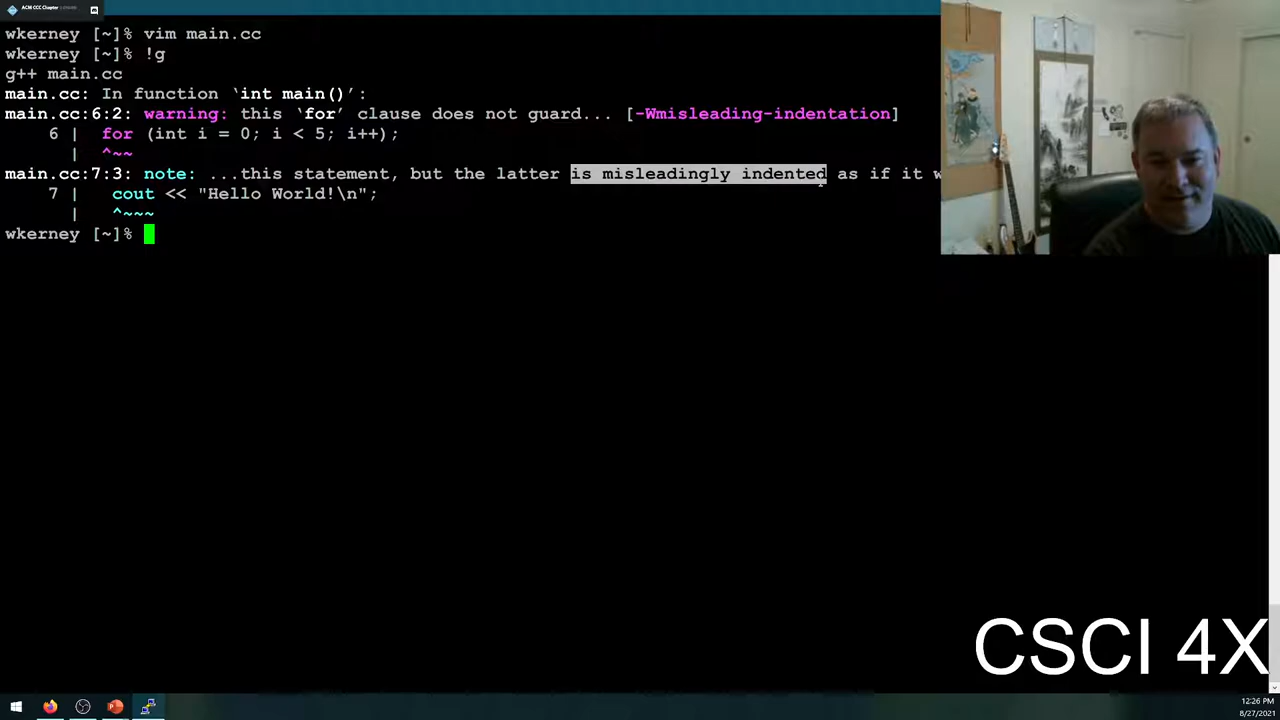 ACM CCC Chapter
wkerney [~]% vim main.cc
wkerney [~]% !g
g++ main.cc
main.cc: In function ‘int main()’:
main.cc:6:2: warning: this ‘for’ clause does not guard... [-Wmisleading-indentation]
6 | for (int i = 0; i < 5; i++);
| ^~~
main.cc:7:3: note: ...this statement, but the latter is misleadingly indented as if it w
7 | cout << "Hello World!\n";
| ^~~~
wkerney [~]%
CSCI 4X
12:26 PM
8/27/2021